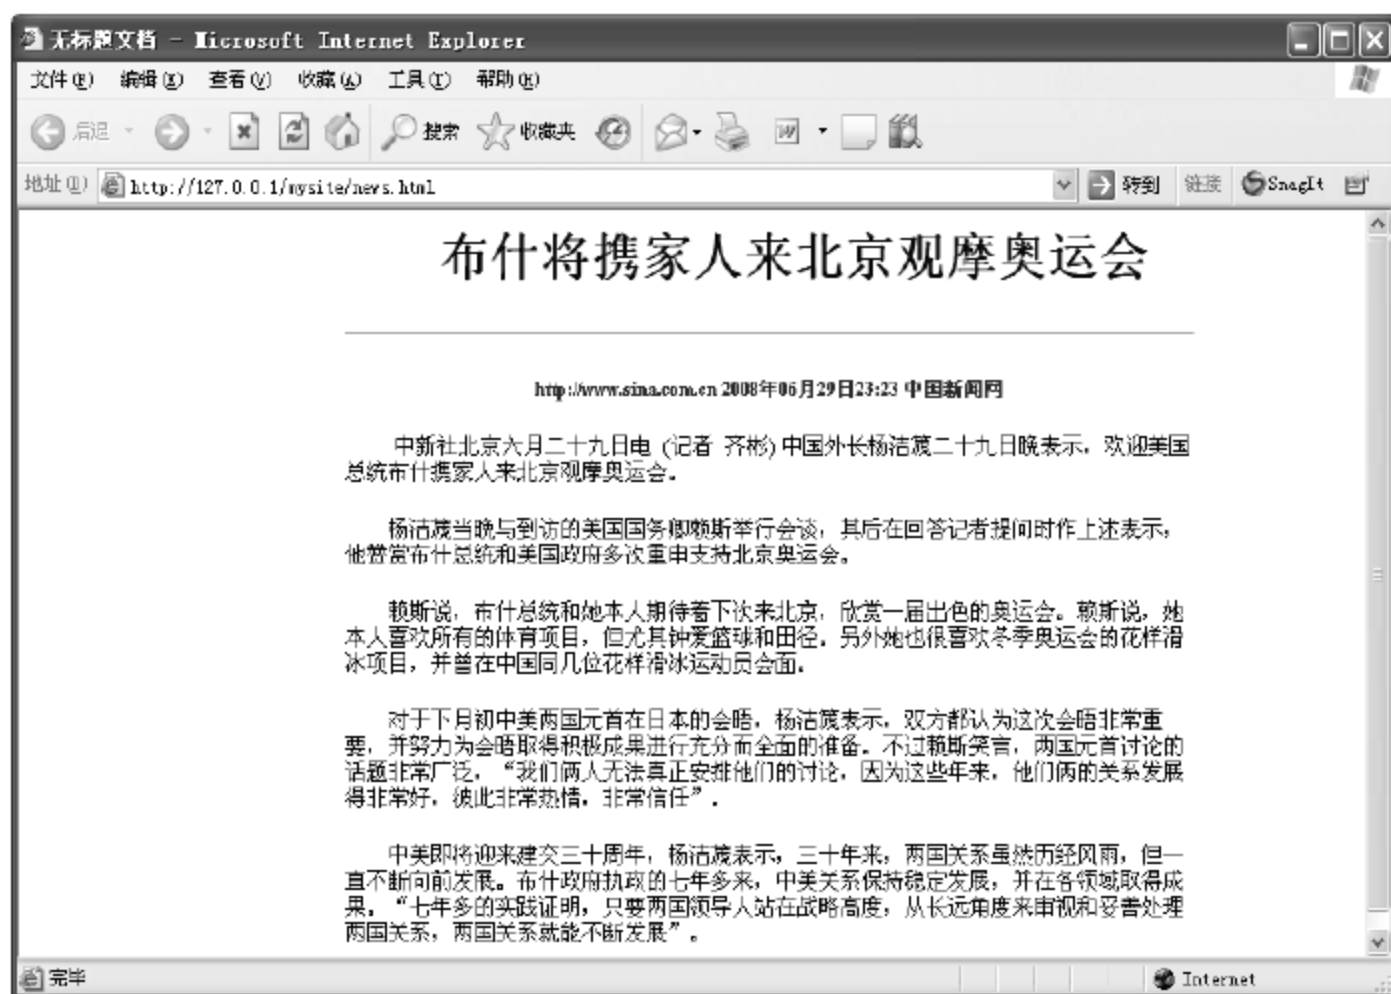 无标题文档 - Microsoft Internet Explorer
文件(F) 编辑(E) 查看(V) 收藏(A) 工具(T) 帮助(H)
后退 搜索 收藏夹
地址(D) http://127.0.0.1/mysite/news.html 转到 链接 SnagIt
布什将携家人来北京观摩奥运会
http://www.sina.com.cn 2008年06月29日23:23 中国新闻网
中新社北京六月二十九日电 (记者 齐彬) 中国外长杨洁篪二十九日晚表示，欢迎美国
总统布什携家人来北京观摩奥运会。
杨洁篪当晚与到访的美国国务卿赖斯举行会谈，其后在回答记者提问时作上述表示，
他赞赏布什总统和美国政府多次重申支持北京奥运会。
赖斯说，布什总统和她本人期待着下次来北京，欣赏一届出色的奥运会。赖斯说，她
本人喜欢所有的体育项目，但尤其钟爱篮球和田径。另外她也很喜欢冬季奥运会的花样滑
冰项目，并曾在中国同几位花样滑冰运动员会面。
对于下月初中美两国元首在日本的会晤，杨洁篪表示，双方都认为这次会晤非常重
要，并努力为会晤取得积极成果进行充分而全面的准备。不过赖斯笑言，两国元首讨论的
话题非常广泛，“我们俩人无法真正安排他们的讨论，因为这些年来，他们俩的关系发展
得非常好，彼此非常热情，非常信任”．
中美即将迎来建交三十周年，杨洁篪表示，三十年来，两国关系虽然历经风雨，但一
直不断向前发展。布什政府执政的七年多来，中美关系保持稳定发展，并在各领域取得成
果，“七年多的实践证明，只要两国领导人站在战略高度，从长远角度来审视和妥善处理
两国关系，两国关系就能不断发展”。
完毕 Internet